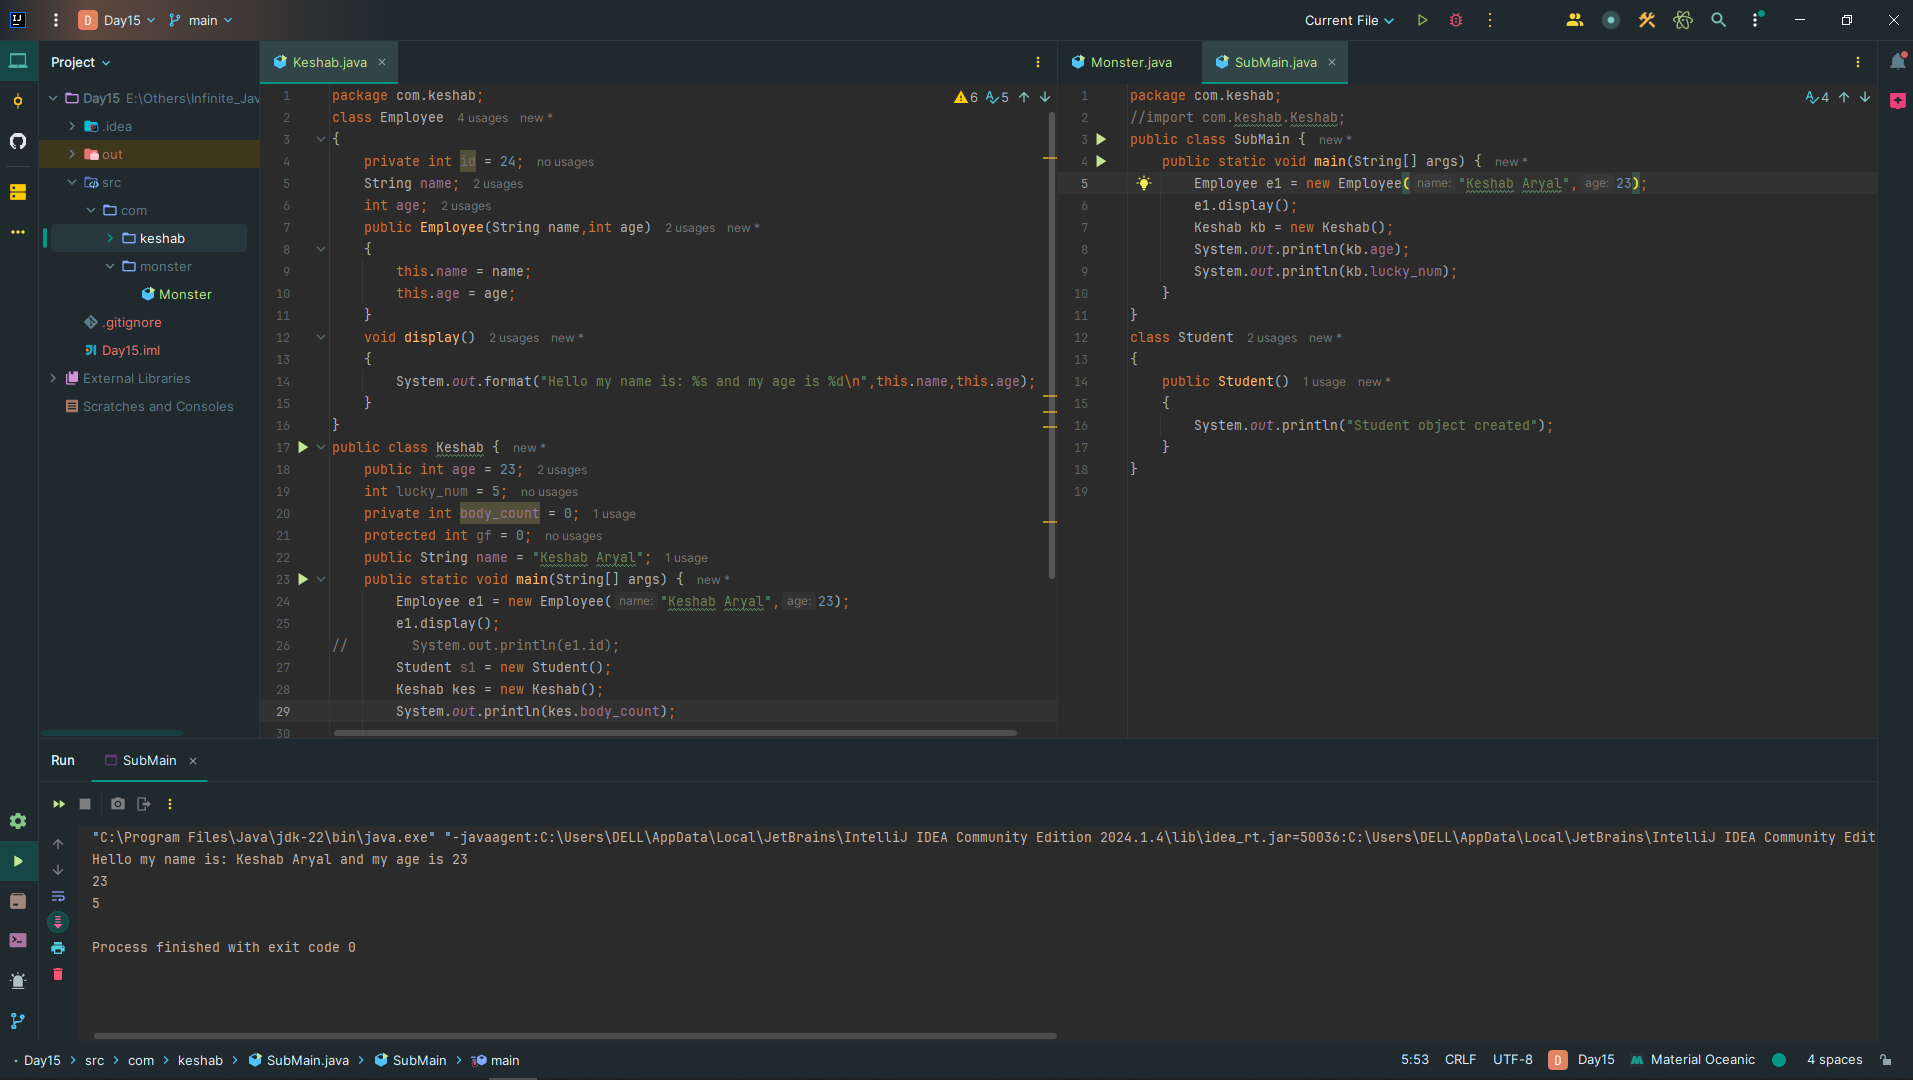 Day15
main
Current File
Project
Day15 E:\Others\Infinite_Jav
.idea
out
src
com
keshab
monster
Monster
.gitignore
Day15.iml
External Libraries
Scratches and Consoles
Keshab.java
6 5
1 package com.keshab;
2 class Employee 4 usages new *
3 {
4 private int id = 24; no usages
5 String name; 2 usages
6 int age; 2 usages
7 public Employee(String name,int age) 2 usages new *
8 {
9 this.name = name;
10 this.age = age;
11 }
12 void display() 2 usages new *
13 {
14 System.out.format("Hello my name is: %s and my age is %d\n",this.name,this.age);
15 }
16 }
17 public class Keshab { new *
18 public int age = 23; 2 usages
19 int lucky_num = 5; no usages
20 private int body_count = 0; 1 usage
21 protected int gf = 0; no usages
22 public String name = "Keshab Aryal"; 1 usage
23 public static void main(String[] args) { new *
24 Employee e1 = new Employee( name: "Keshab Aryal", age: 23);
25 e1.display();
26 // System.out.println(e1.id);
27 Student s1 = new Student();
28 Keshab kes = new Keshab();
29 System.out.println(kes.body_count);
30
Monster.java
SubMain.java
4
1 package com.keshab;
2 //import com.keshab.Keshab;
3 public class SubMain { new *
4 public static void main(String[] args) { new *
5 Employee e1 = new Employee( name: "Keshab Aryal", age: 23);
6 e1.display();
7 Keshab kb = new Keshab();
8 System.out.println(kb.age);
9 System.out.println(kb.lucky_num);
10 }
11 }
12 class Student 2 usages new *
13 {
14 public Student() 1 usage new *
15 {
16 System.out.println("Student object created");
17 }
18 }
19
Run SubMain
"C:\Program Files\Java\jdk-22\bin\java.exe" "-javaagent:C:\Users\DELL\AppData\Local\JetBrains\IntelliJ IDEA Community Edition 2024.1.4\lib\idea_rt.jar=50036:C:\Users\DELL\AppData\Local\JetBrains\IntelliJ IDEA Community Edit
Hello my name is: Keshab Aryal and my age is 23
23
5
Process finished with exit code 0
Day15 > src > com > keshab > SubMain.java > SubMain > main
5:53 CRLF UTF-8 D Day15 Material Oceanic 4 spaces